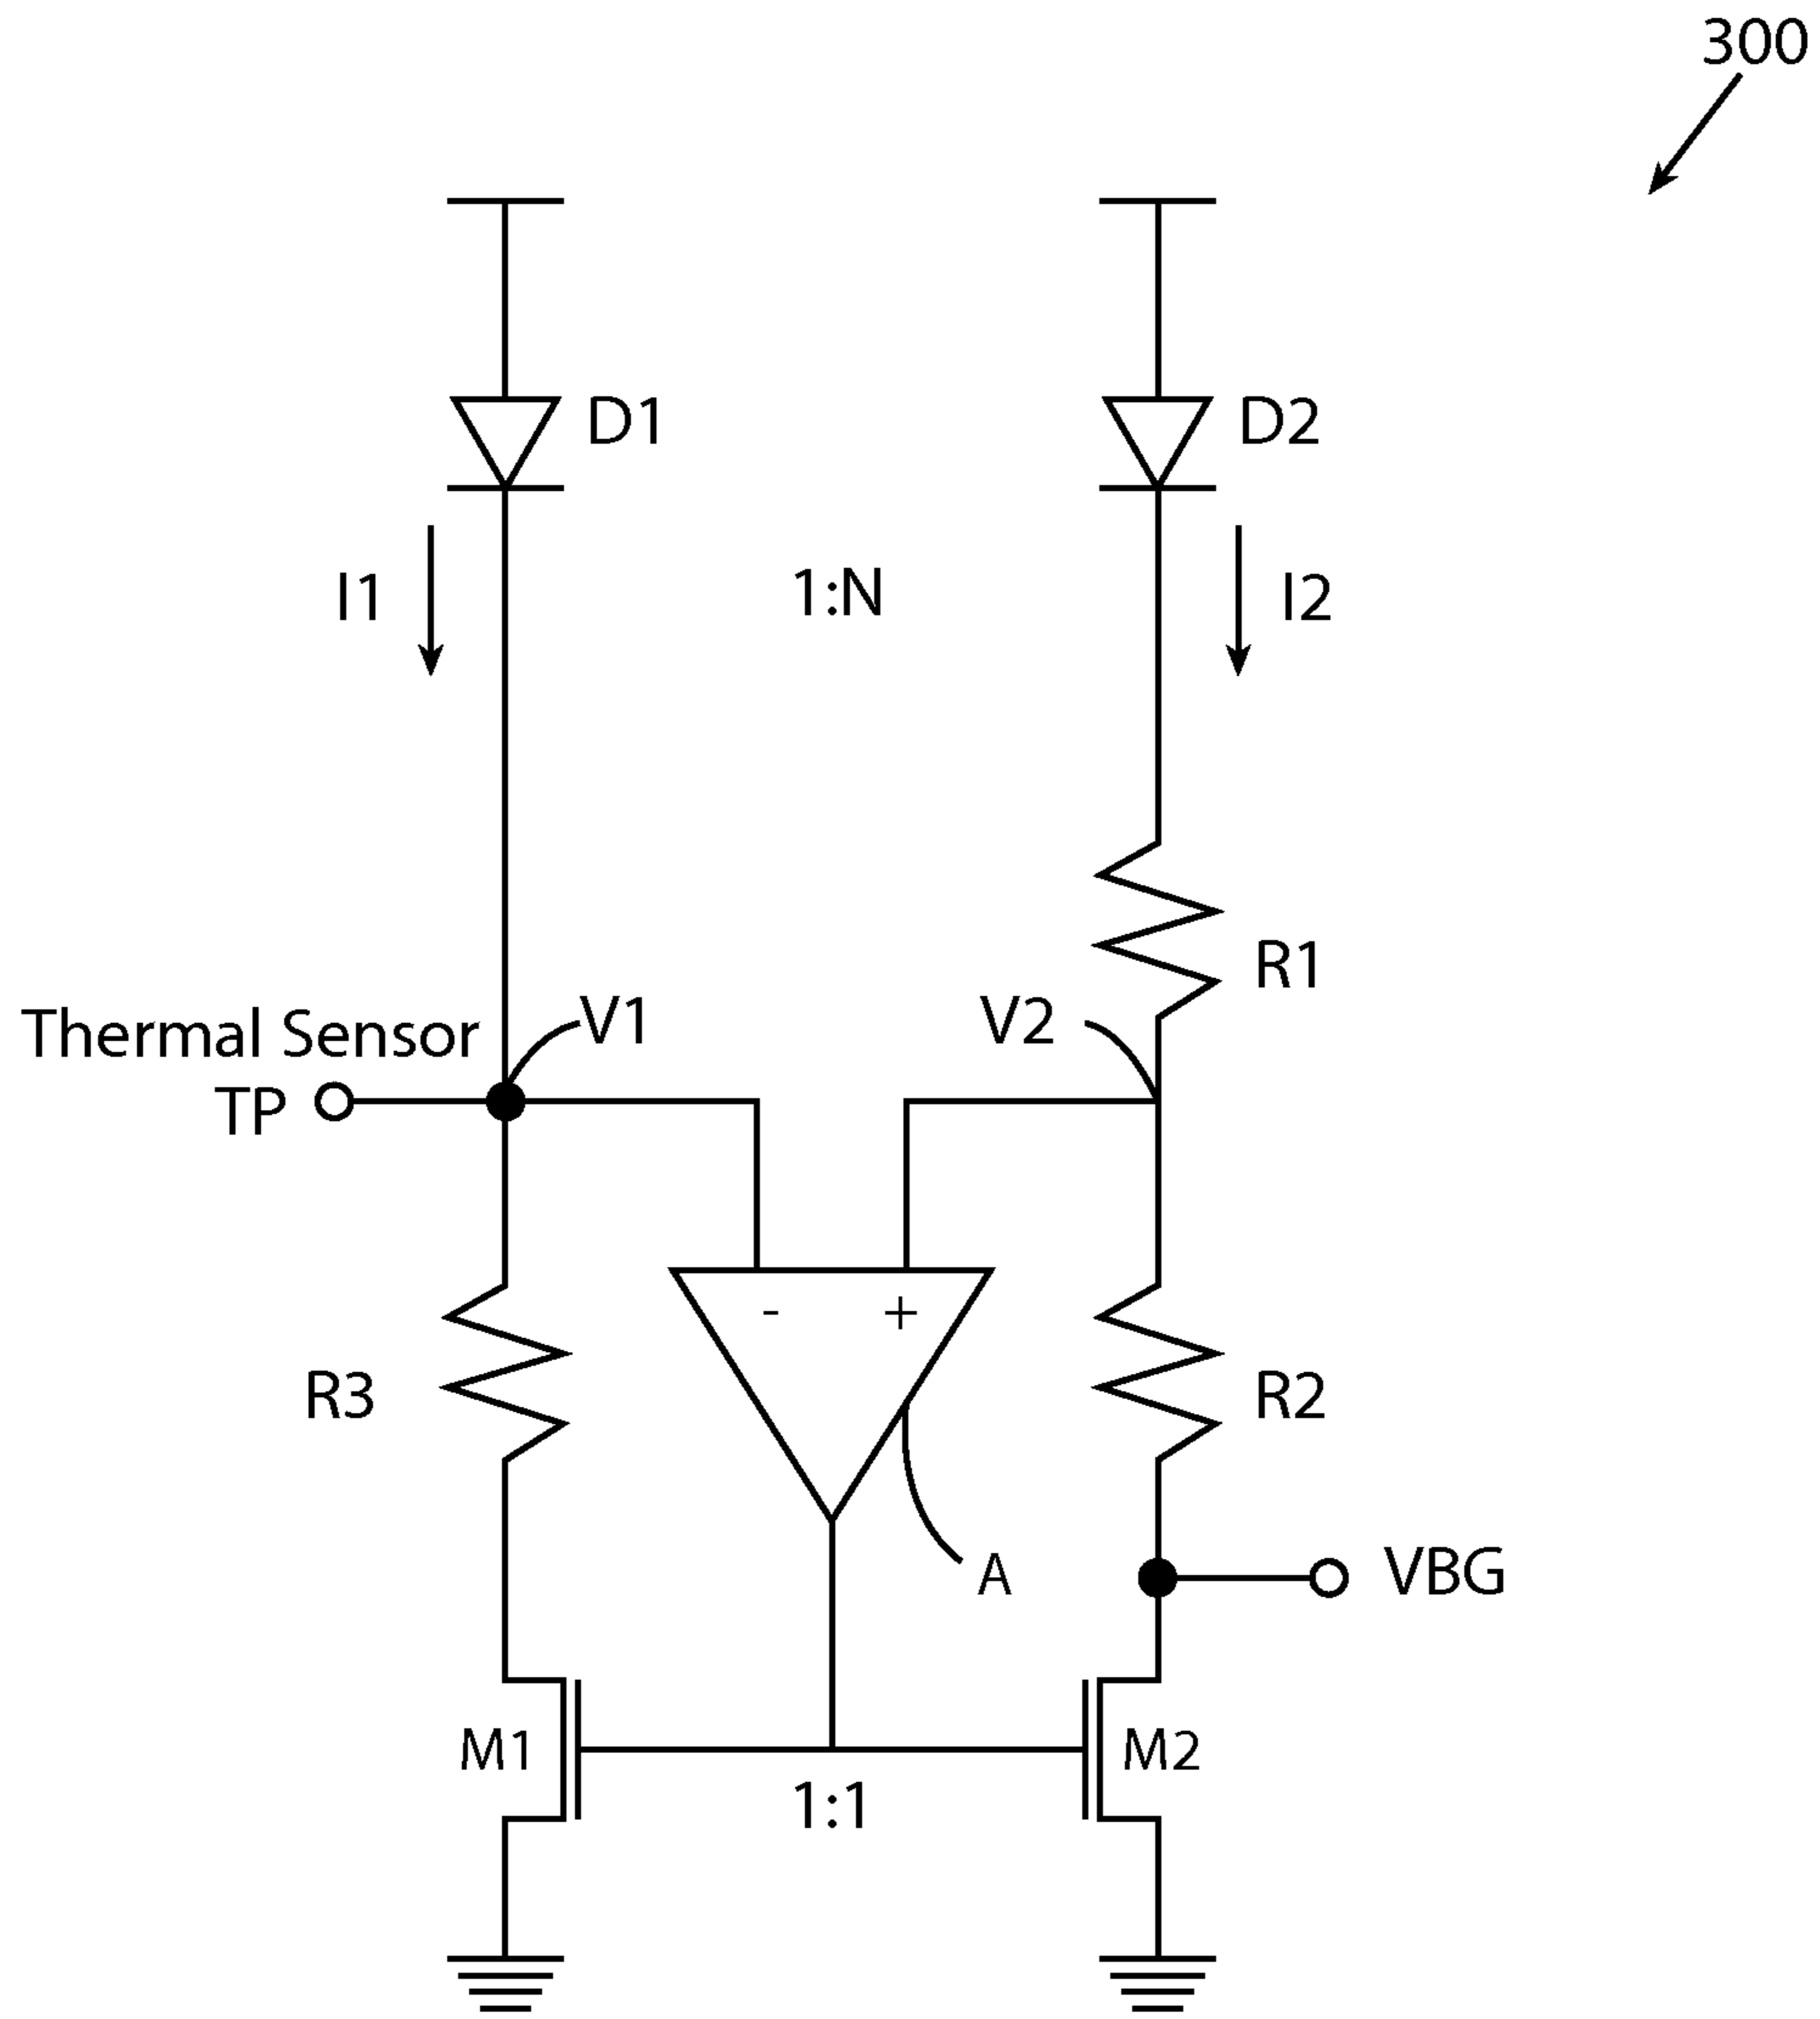 300
D1
D2
I1
1:N
I2
R1
Thermal Sensor
V1
V2
TP
- +
R3
R2
A
VBG
M1
M2
1:1